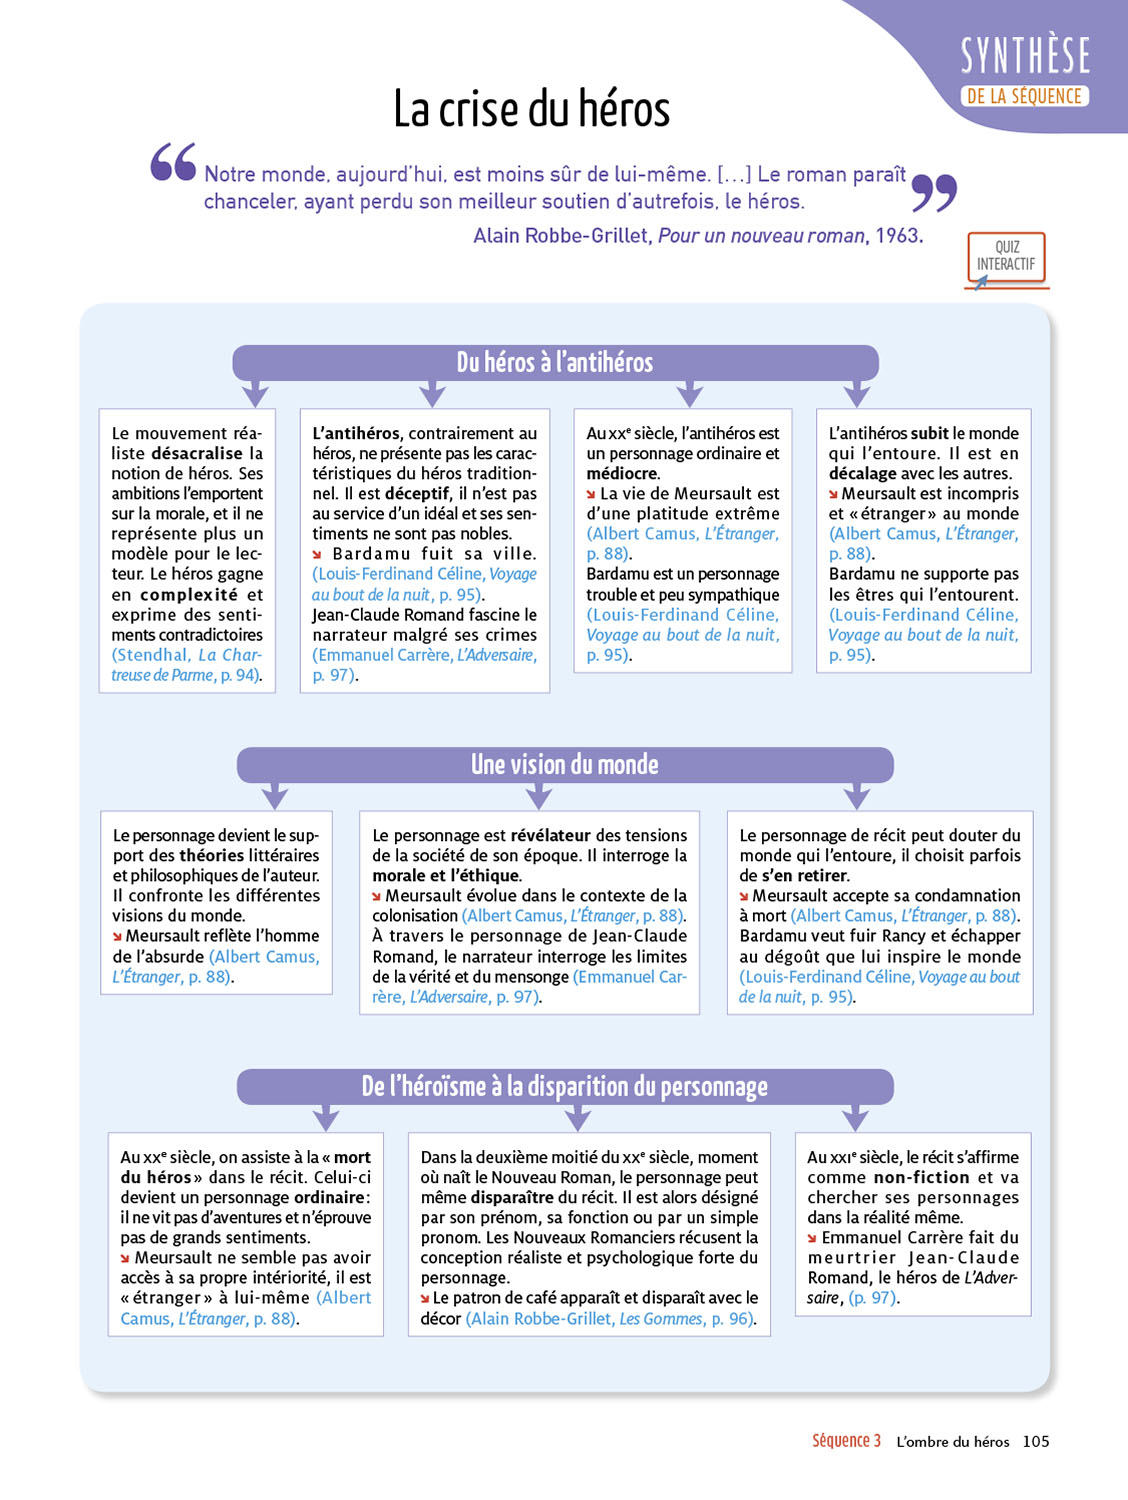 SYNTHÈSE
DE LA SÉQUENCE
La crise du héros
“ Notre monde, aujourd’hui, est moins sûr de lui-même. […] Le roman paraît
chanceler, ayant perdu son meilleur soutien d’autrefois, le héros. ”
Alain Robbe-Grillet, Pour un nouveau roman, 1963.
QUIZ
INTERACTIF
Du héros à l’antihéros
Le mouvement réa-
liste désacralise la
notion de héros. Ses
ambitions l’emportent
sur la morale, et il ne
représente plus un
modèle pour le lec-
teur. Le héros gagne
en complexité et
exprime des senti-
ments contradictoires
(Stendhal, La Char-
treuse de Parme, p. 94).
L’antihéros, contrairement au
héros, ne présente pas les carac-
téristiques du héros tradition-
nel. Il est déceptif, il n’est pas
au service d’un idéal et ses sen-
timents ne sont pas nobles.
➘ Bardamu fuit sa ville.
(Louis-Ferdinand Céline, Voyage
au bout de la nuit, p. 95).
Jean-Claude Romand fascine le
narrateur malgré ses crimes
(Emmanuel Carrère, L’Adversaire,
p. 97).
Au XXe siècle, l’antihéros est
un personnage ordinaire et
médiocre.
➘ La vie de Meursault est
d’une platitude extrême
(Albert Camus, L’Étranger,
p. 88).
Bardamu est un personnage
trouble et peu sympathique
(Louis-Ferdinand Céline,
Voyage au bout de la nuit,
p. 95).
L’antihéros subit le monde
qui l’entoure. Il est en
décalage avec les autres.
➘ Meursault est incompris
et « étranger » au monde
(Albert Camus, L’Étranger,
p. 88).
Bardamu ne supporte pas
les êtres qui l’entourent.
(Louis-Ferdinand Céline,
Voyage au bout de la nuit,
p. 95).
Une vision du monde
Le personnage devient le sup-
port des théories littéraires
et philosophiques de l’auteur.
Il confronte les différentes
visions du monde.
➘ Meursault reflète l’homme
de l’absurde (Albert Camus,
L’Étranger, p. 88).
Le personnage est révélateur des tensions
de la société de son époque. Il interroge la
morale et l’éthique.
➘ Meursault évolue dans le contexte de la
colonisation (Albert Camus, L’Étranger, p. 88).
À travers le personnage de Jean-Claude
Romand, le narrateur interroge les limites
de la vérité et du mensonge (Emmanuel Car-
rère, L’Adversaire, p. 97).
Le personnage de récit peut douter du
monde qui l’entoure, il choisit parfois
de s’en retirer.
➘ Meursault accepte sa condamnation
à mort (Albert Camus, L’Étranger, p. 88).
Bardamu veut fuir Rancy et échapper
au dégoût que lui inspire le monde
(Louis-Ferdinand Céline, Voyage au bout
de la nuit, p. 95).
De l’héroïsme à la disparition du personnage
Au XXe siècle, on assiste à la « mort
du héros » dans le récit. Celui-ci
devient un personnage ordinaire :
il ne vit pas d’aventures et n’éprouve
pas de grands sentiments.
➘ Meursault ne semble pas avoir
accès à sa propre intériorité, il est
« étranger » à lui-même (Albert
Camus, L’Étranger, p. 88).
Dans la deuxième moitié du XXe siècle, moment
où naît le Nouveau Roman, le personnage peut
même disparaître du récit. Il est alors désigné
par son prénom, sa fonction ou par un simple
pronom. Les Nouveaux Romanciers récusent la
conception réaliste et psychologique forte du
personnage.
➘ Le patron de café apparaît et disparaît avec le
décor (Alain Robbe-Grillet, Les Gommes, p. 96).
Au XXIe siècle, le récit s’affirme
comme non-fiction et va
chercher ses personnages
dans la réalité même.
➘ Emmanuel Carrère fait du
meurtrier Jean-Claude
Romand, le héros de L’Adver-
saire, (p. 97).
Séquence 3 L’ombre du héros 105